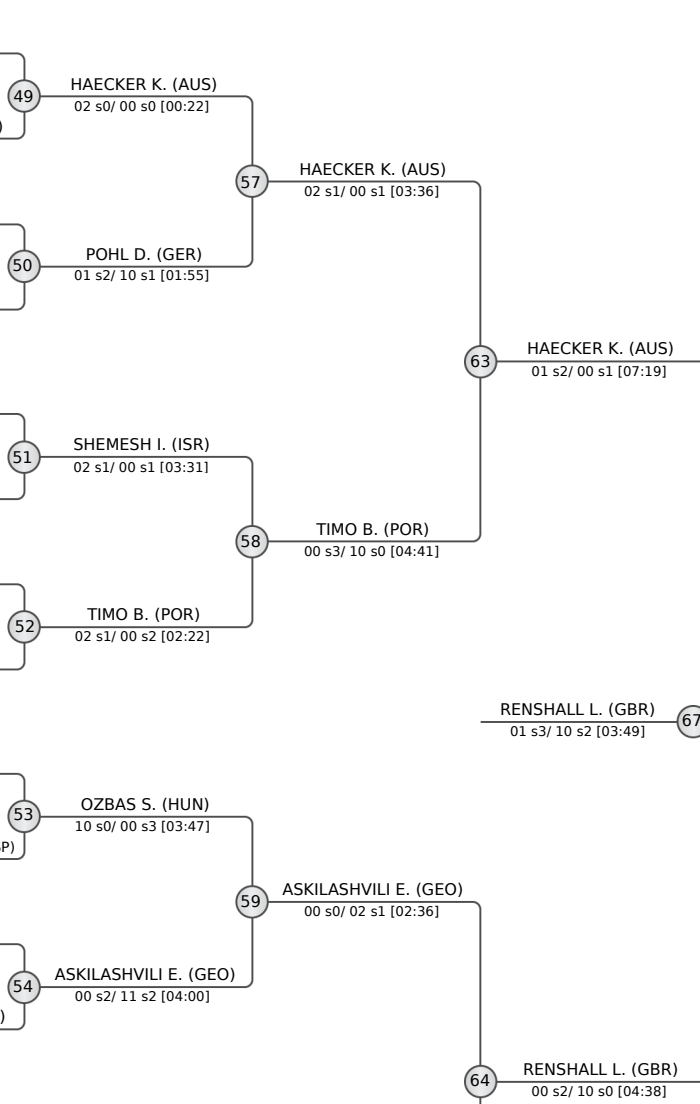 HAECKER K. (AUS)
49
02 s0/ 00 s0 [00:22]
)
HAECKER K. (AUS)
57
02 s1/ 00 s1 [03:36]
POHL D. (GER)
50
01 s2/ 10 s1 [01:55]
HAECKER K. (AUS)
63
01 s2/ 00 s1 [07:19]
SHEMESH I. (ISR)
51
02 s1/ 00 s1 [03:31]
TIMO B. (POR)
58
00 s3/ 10 s0 [04:41]
TIMO B. (POR)
52
02 s1/ 00 s2 [02:22]
RENSHALL L. (GBR)
67
01 s3/ 10 s2 [03:49]
OZBAS S. (HUN)
53
10 s0/ 00 s3 [03:47]
P)
ASKILASHVILI E. (GEO)
59
00 s0/ 02 s1 [02:36]
ASKILASHVILI E. (GEO)
54
00 s2/ 11 s2 [04:00]
)
RENSHALL L. (GBR)
64
00 s2/ 10 s0 [04:38]